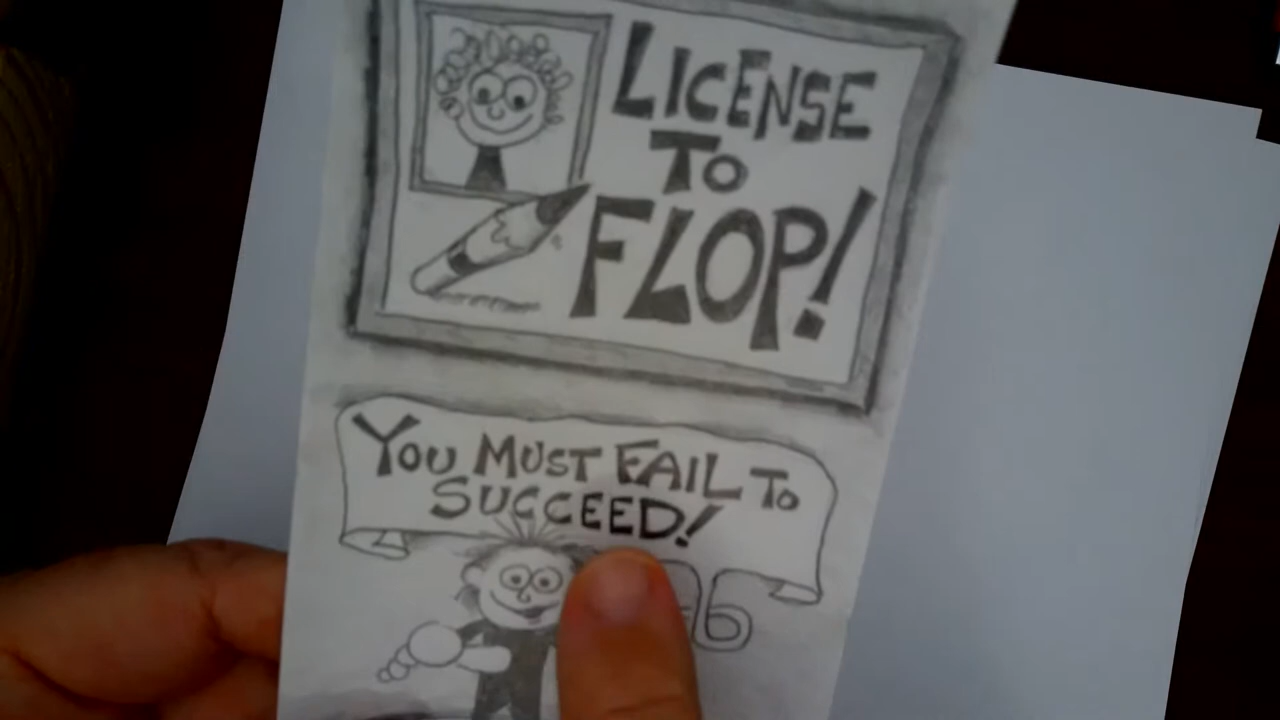 LICENSE
TO
FLOP!
YOU MUST FAIL TO
SUCCEED!